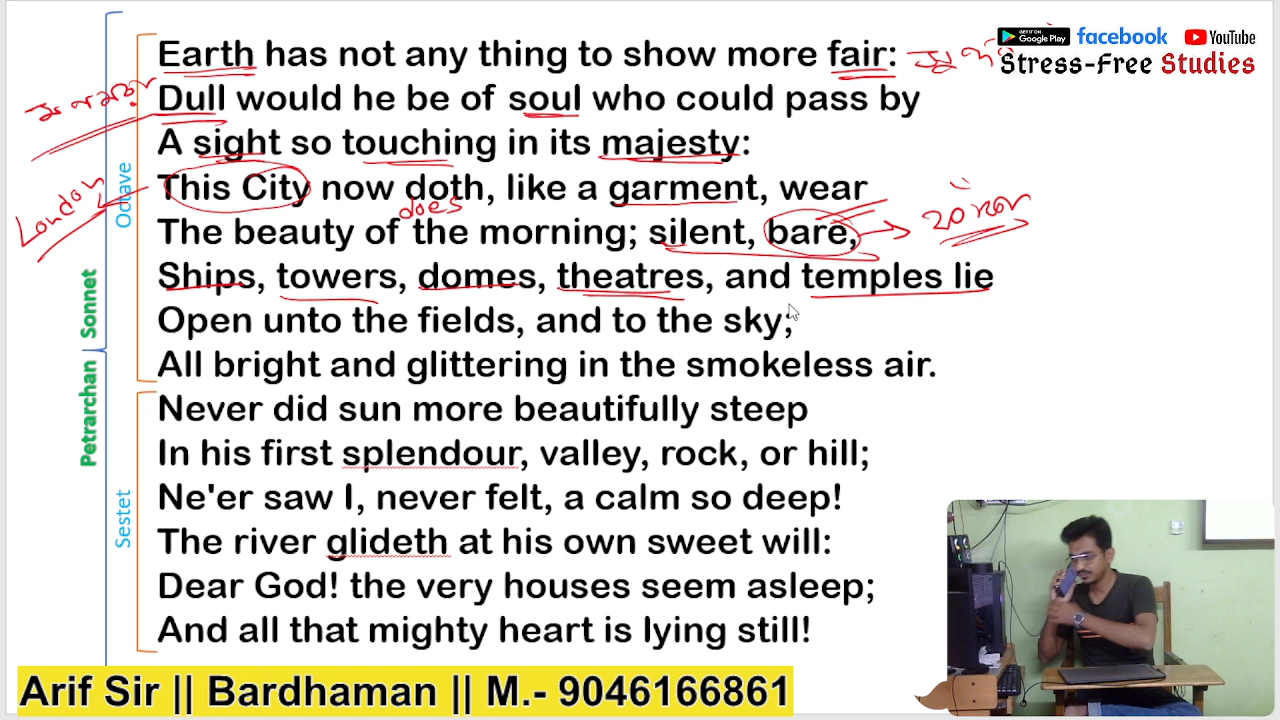 Earth has not any thing to show more fair:
Dull would he be of soul who could pass by
A sight so touching in its majesty:
This City now doth, like a garment, wear
does
The beauty of the morning; silent, bare,
Ships, towers, domes, theatres, and temples lie
Open unto the fields, and to the sky;
All bright and glittering in the smokeless air.
Never did sun more beautifully steep
In his first splendour, valley, rock, or hill;
Ne'er saw I, never felt, a calm so deep!
The river glideth at his own sweet will:
Dear God! the very houses seem asleep;
And all that mighty heart is lying still!
London
Octave
Sestet
Petrarchan Sonnet
GET IT ON Google Play facebook YouTube
Stress-Free Studies
Arif Sir || Bardhaman || M.- 9046166861